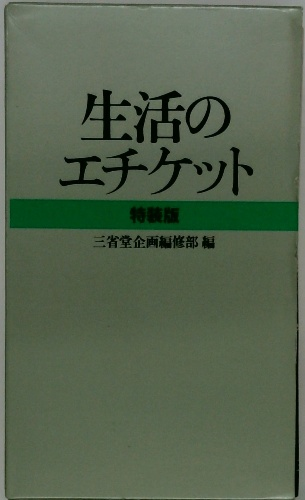 生活の
エチケット
特装版
三省堂企画編修部 編